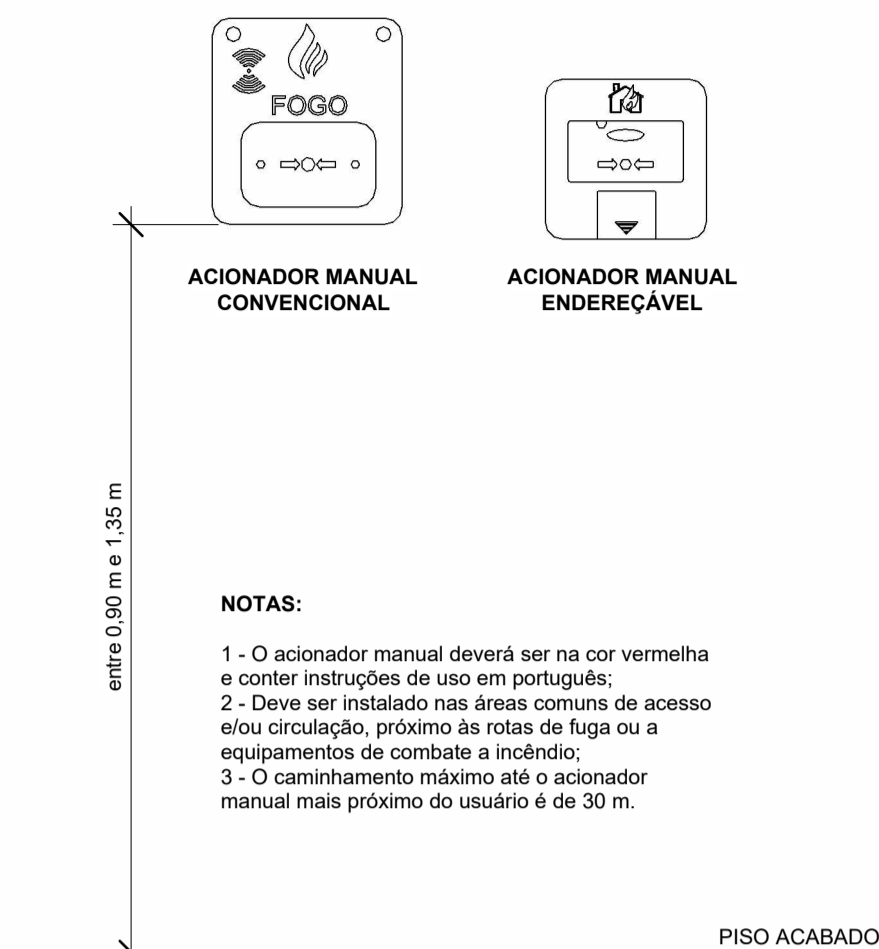 FOGO
ACIONADOR MANUAL
CONVENCIONAL
ACIONADOR MANUAL
ENDEREÇÁVEL
entre 0,90 m e 1,35 m
NOTAS:
1 - O acionador manual deverá ser na cor vermelha
e conter instruções de uso em português;
2 - Deve ser instalado nas áreas comuns de acesso
e/ou circulação, próximo às rotas de fuga ou a
equipamentos de combate a incêndio;
3 - O caminhamento máximo até o acionador
manual mais próximo do usuário é de 30 m.
PISO ACABADO